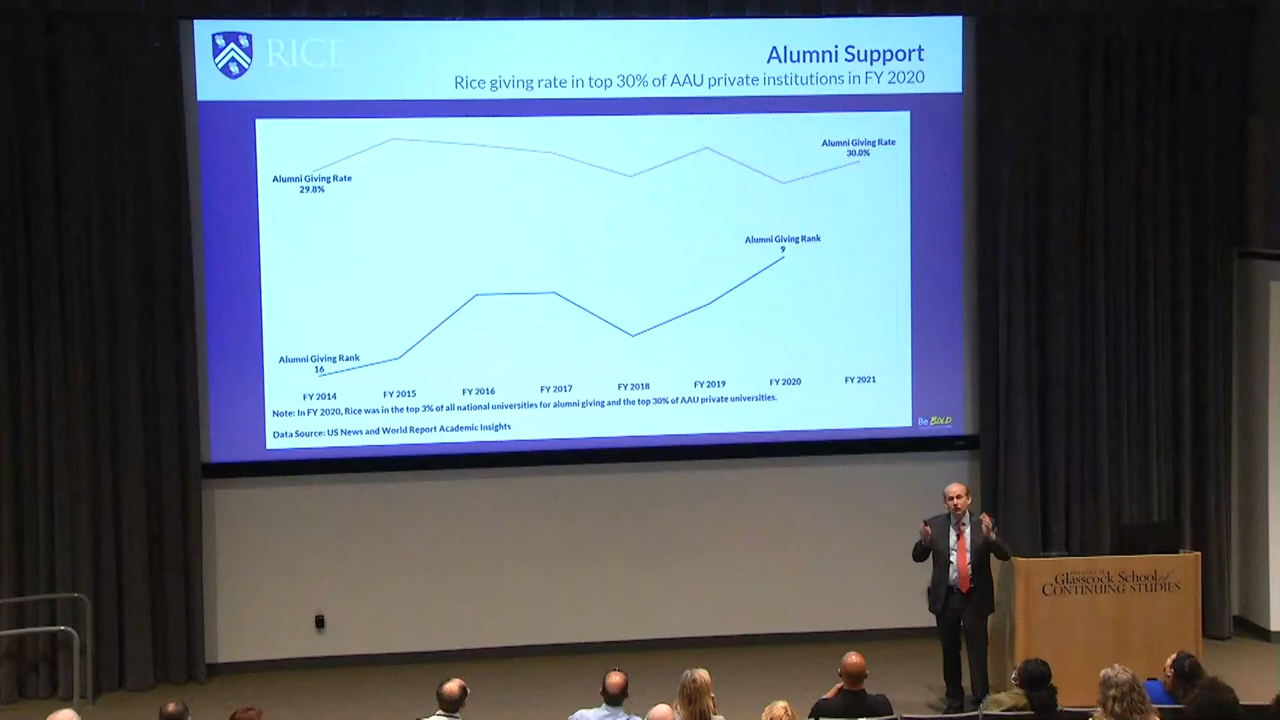 RICE
Alumni Support
Rice giving rate in top 30% of AAU private institutions in FY 2020
Alumni Giving Rate
29.8%
Alumni Giving Rate
30.0%
Alumni Giving Rank
9
Alumni Giving Rank
16
FY 2014
FY 2015
FY 2016
FY 2017
FY 2018
FY 2019
FY 2020
FY 2021
Note: In FY 2020, Rice was in the top 3% of all national universities for alumni giving and the top 30% of AAU private universities.
Data Source: US News and World Report Academic Insights
Be BOLD
Glasscock School of
CONTINUING STUDIES